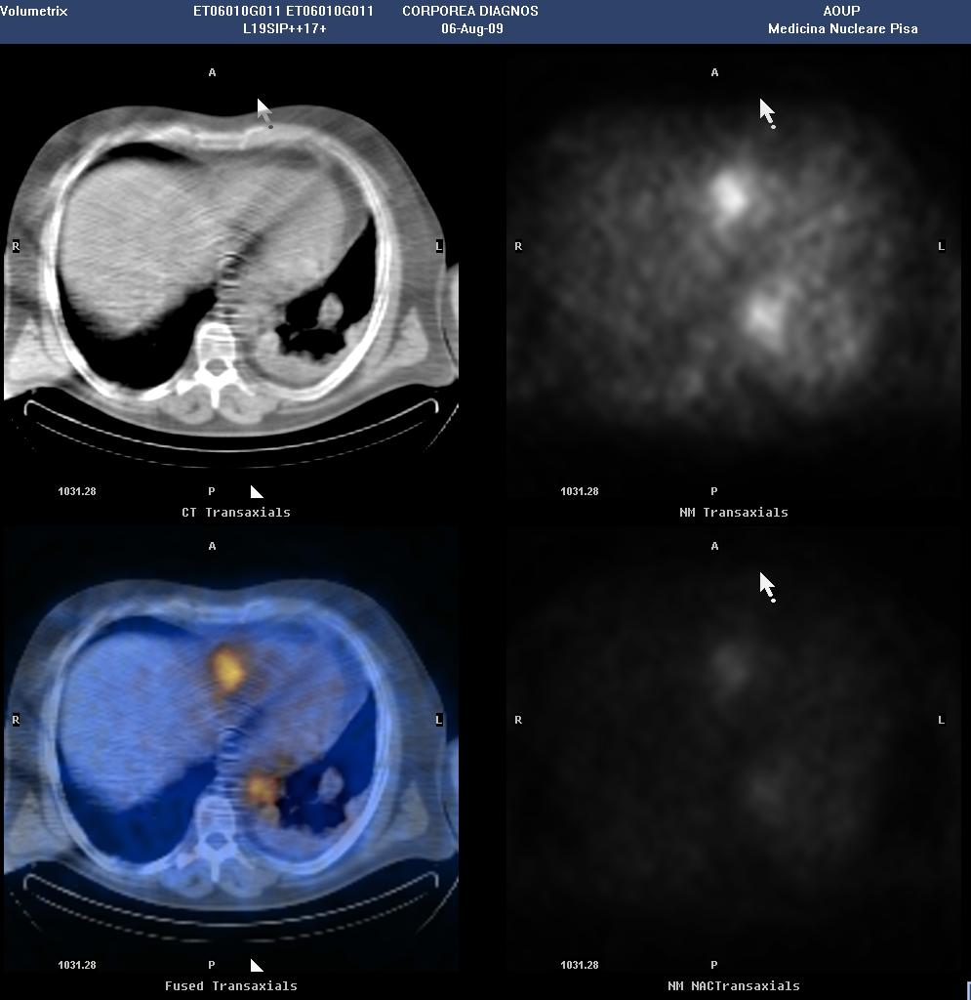 Volumetrix ET06010G011 ET06010G011 CORPOREA DIAGNOS AOUP
L19SIP++17+ 06-Aug-09 Medicina Nucleare Pisa
A A
R L R L
1031.28 P 1031.28 P
CT Transaxials NM Transaxials
A A
R L R L
1031.28 P 1031.28 P
Fused Transaxials NM NACTransaxials